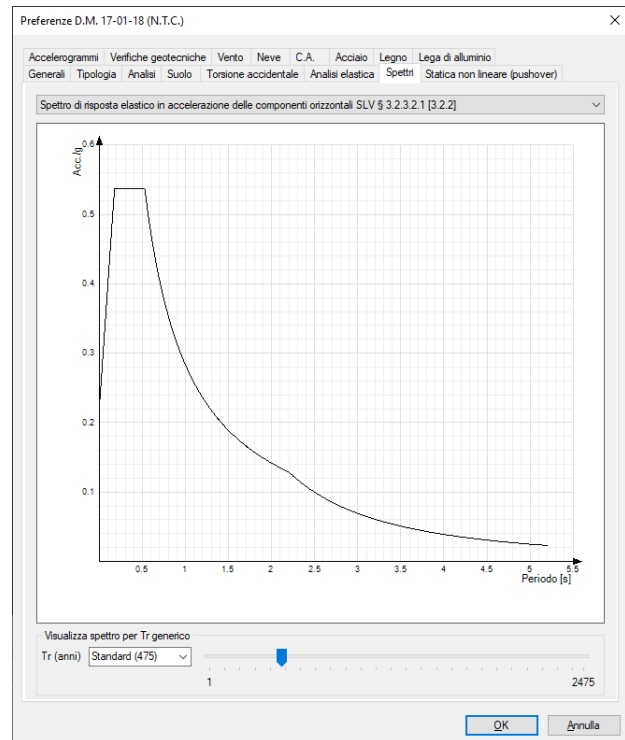 Preferenze D.M. 17-01-18 (N.T.C.)
Accelerogrammi Verifiche geotecniche Vento Neve C.A. Acciaio Legno Lega di alluminio
Generali Tipologia Analisi Suolo Torsione accidentale Analisi elastica Spettri Statica non lineare (pushover)
Spettro di risposta elastico in accelerazione delle componenti orizzontali SLV § 3.2.3.2.1 [3.2.2]
Acc./g
0.6
0.5
0.4
0.3
0.2
0.1
0.5 1 1.5 2 2.5 3 3.5 4 4.5 5 5.5
Periodo [s]
Visualizza spettro per Tr generico
Tr (anni) Standard (475)
1 2475
OK Annulla